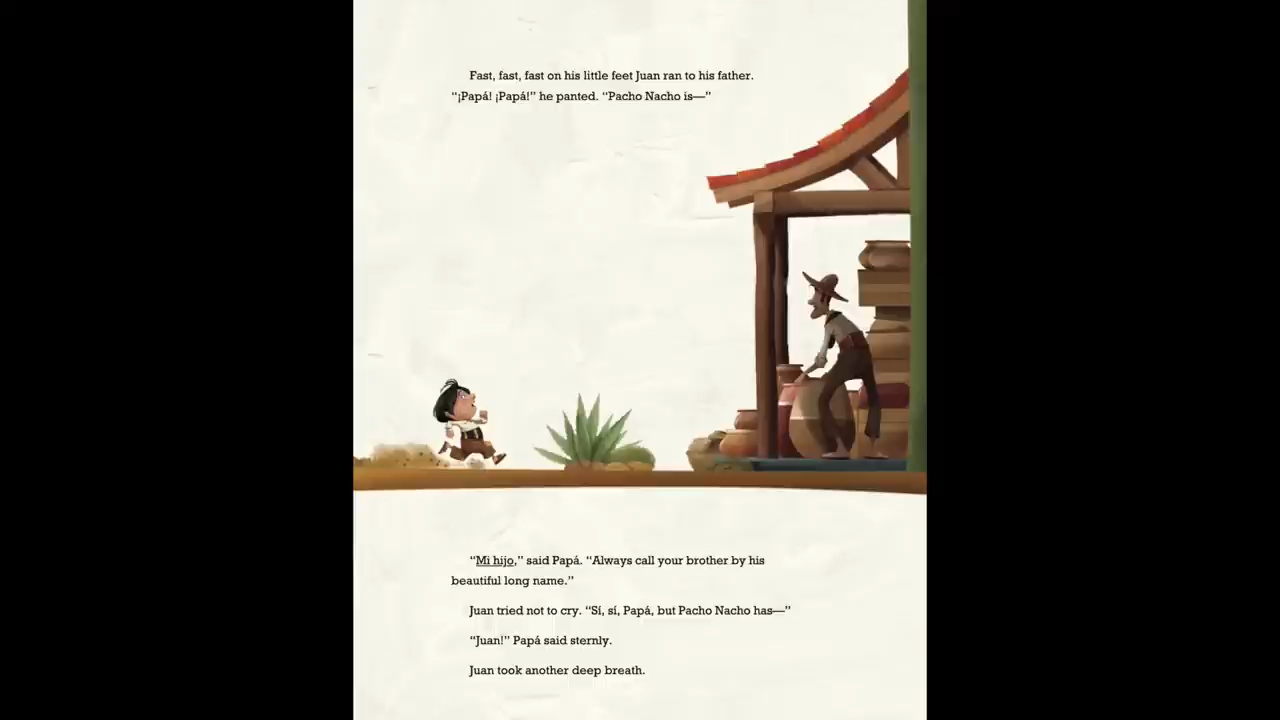 Fast, fast, fast on his little feet Juan ran to his father.
“¡Papá! ¡Papá!” he panted. “Pacho Nacho is—”
“Mi hijo,” said Papá. “Always call your brother by his
beautiful long name.”
Juan tried not to cry. “Sí, sí, Papá, but Pacho Nacho has—”
“Juan!” Papá said sternly.
Juan took another deep breath.